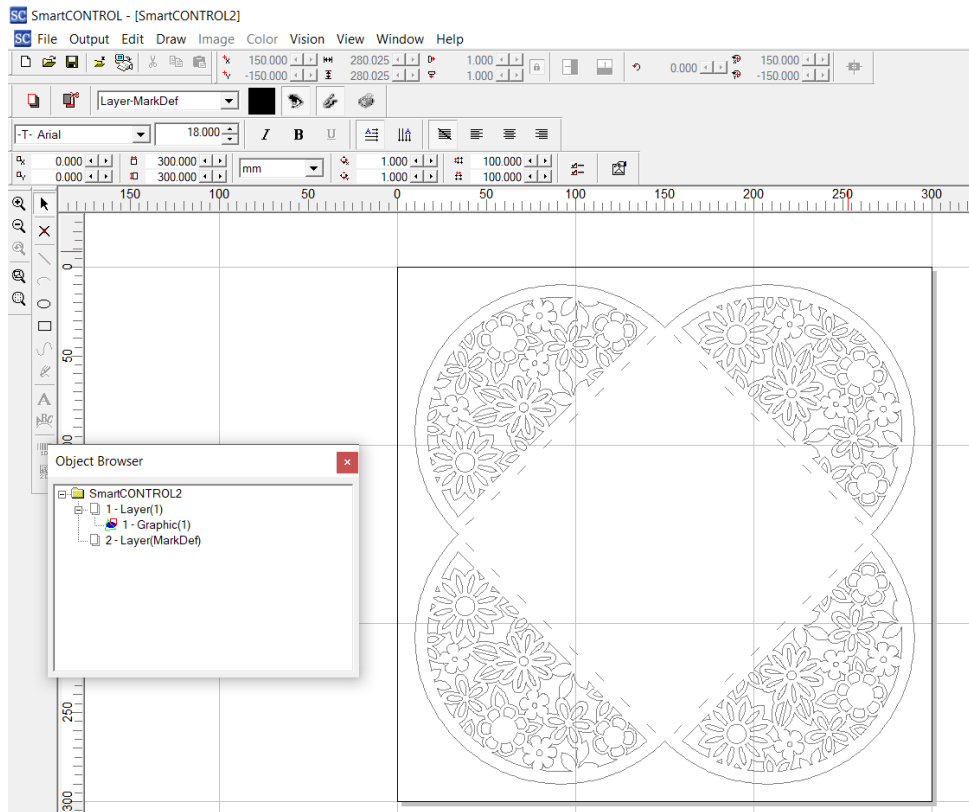 SC SmartCONTROL - [SmartCONTROL2]
SC File Output Edit Draw Image Color Vision View Window Help
150.000 280.025 1.000 0.000 150.000
-150.000 280.025 1.000 -150.000
Layer-MarkDef
-T- Arial 18.000 I B U
0.000 300.000 mm 1.000 100.000
0.000 300.000 1.000 100.000
150 100 50 0 50 100 150 200 250 300
0
50
A
Object Browser
SmartCONTROL2
1 - Layer(1)
1 - Graphic(1)
2 - Layer(MarkDef)
250
300